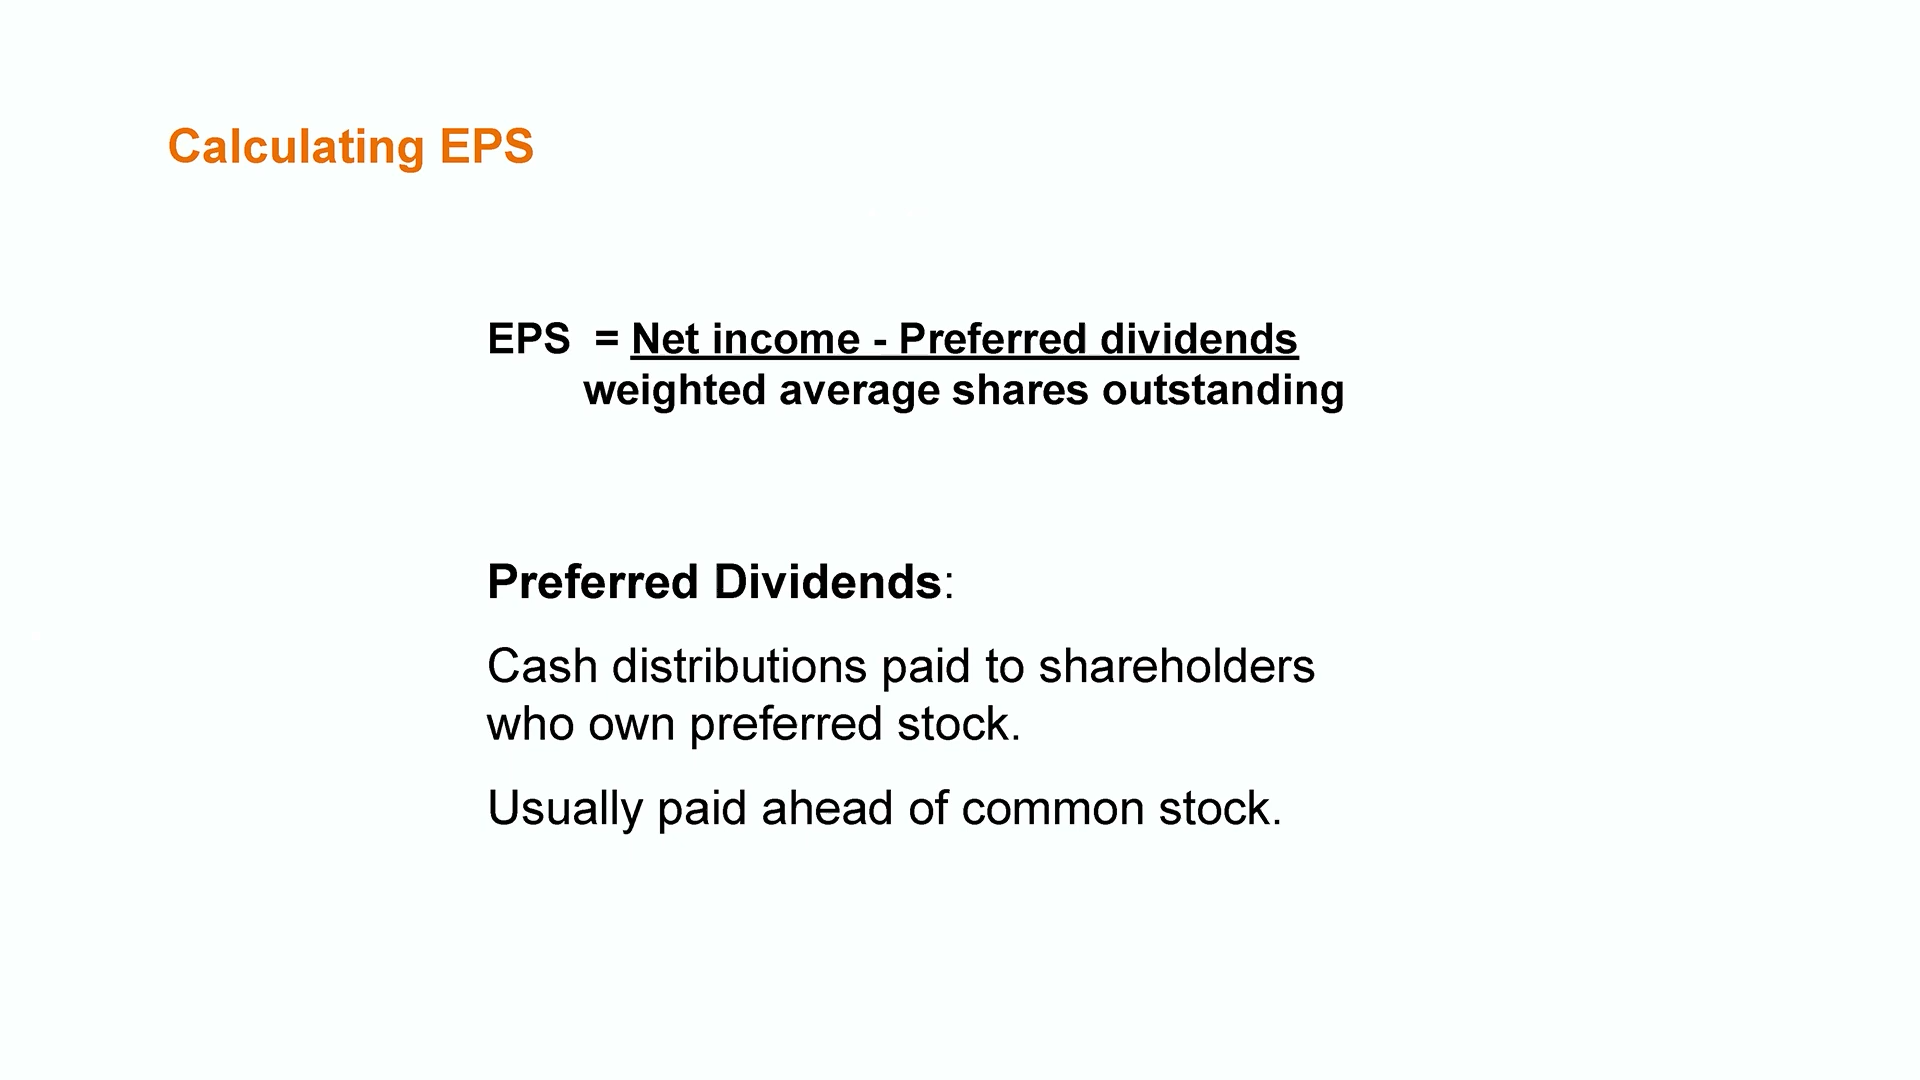 Calculating EPS
EPS = Net income - Preferred dividends
weighted average shares outstanding
Preferred Dividends:
Cash distributions paid to shareholders
who own preferred stock.
Usually paid ahead of common stock.